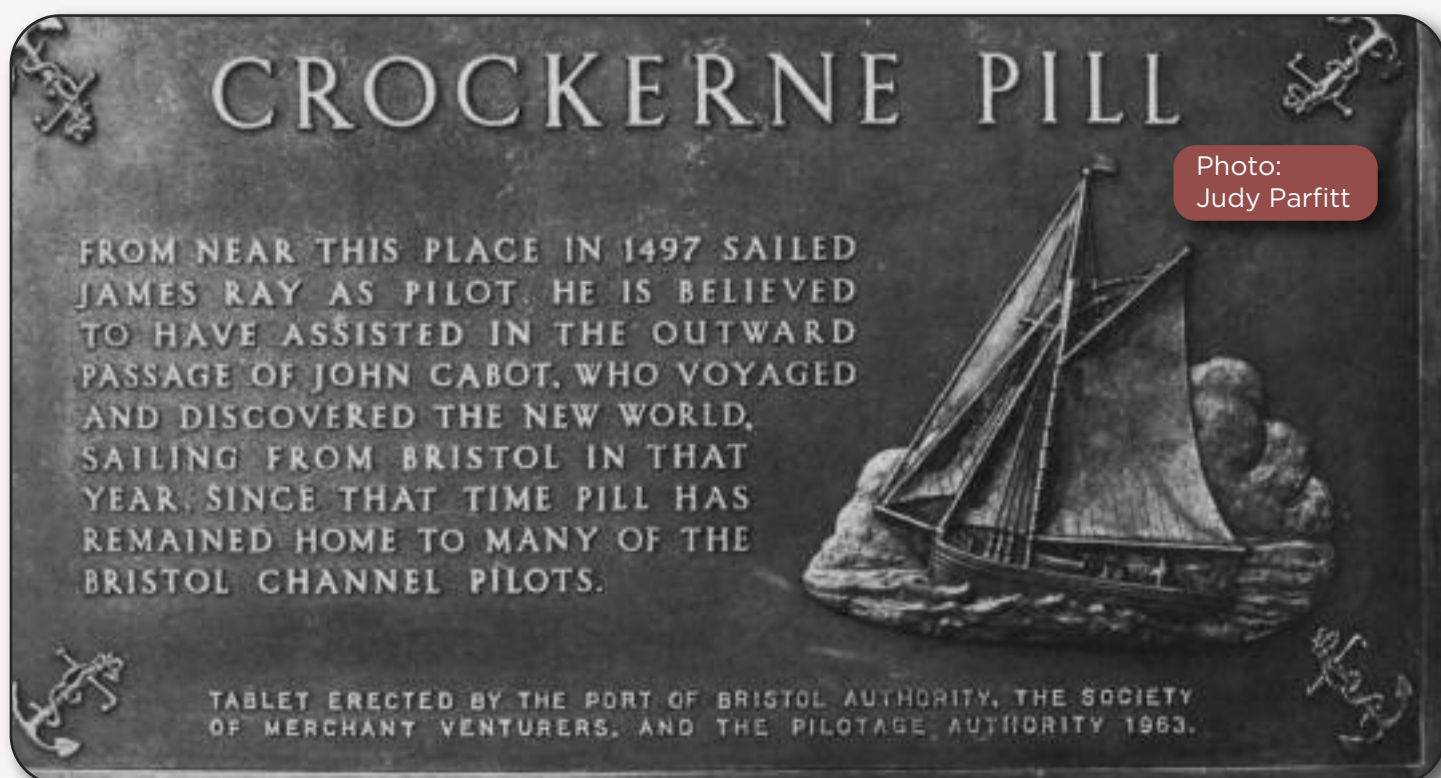 CROCKERNE PILL
Photo:
Judy Parfitt
FROM NEAR THIS PLACE IN 1497 SAILED
JAMES RAY AS PILOT. HE IS BELIEVED
TO HAVE ASSISTED IN THE OUTWARD
PASSAGE OF JOHN CABOT, WHO VOYAGED
AND DISCOVERED THE NEW WORLD,
SAILING FROM BRISTOL IN THAT
YEAR. SINCE THAT TIME PILL HAS
REMAINED HOME TO MANY OF THE
BRISTOL CHANNEL PILOTS.
TABLET ERECTED BY THE PORT OF BRISTOL AUTHORITY, THE SOCIETY
OF MERCHANT VENTURERS, AND THE PILOTAGE AUTHORITY 1963.